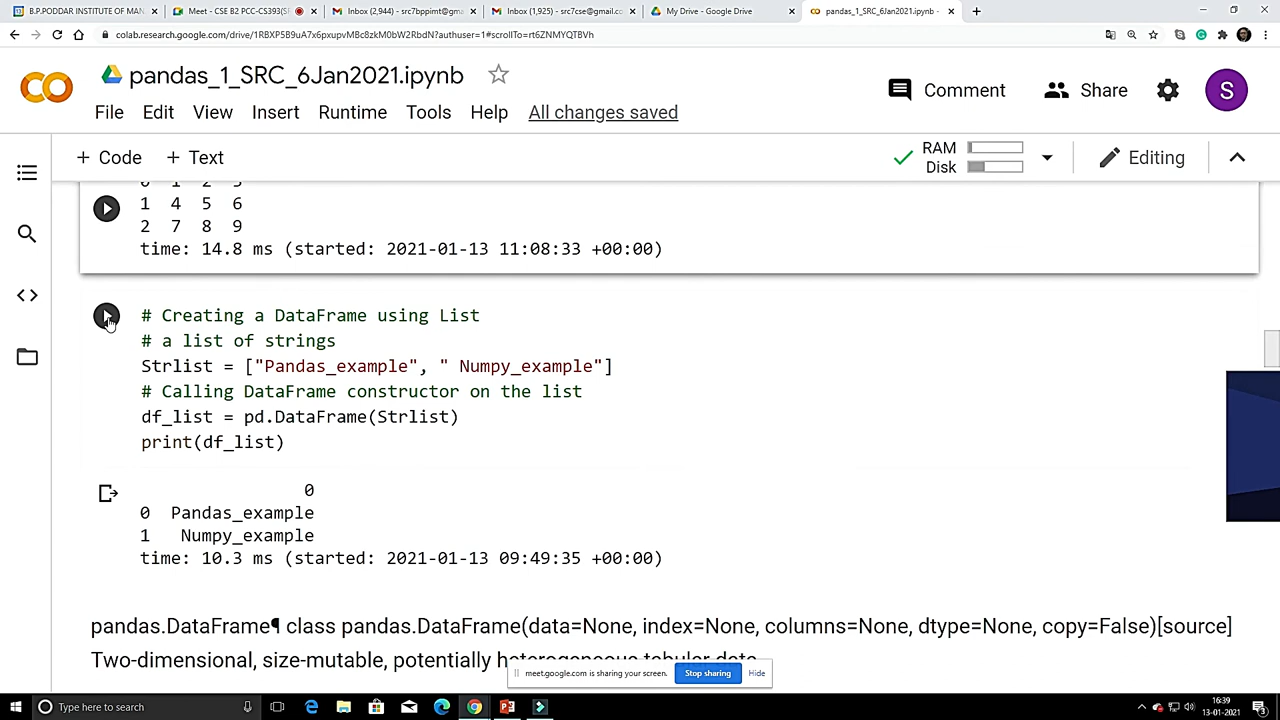 B.P.PODDAR INSTITUTE OF MAN
Meet - CSE B2 PCC-CS393(S
Inbox (2,944) - src7bppimt@gma
Inbox (1,925) - src7cse@gmail.co
My Drive - Google Drive
pandas_1_SRC_6Jan2021.ipynb -
colab.research.google.com/drive/1RBXP5B9uA7x6pxupvMBc8zkM0bW2RbdN?authuser=1#scrollTo=rt6ZNMYQTBVh
pandas_1_SRC_6Jan2021.ipynb
Comment
Share
S
File Edit View Insert Runtime Tools Help All changes saved
+ Code + Text
RAM
Disk
Editing
0 1 2 3
1 4 5 6
2 7 8 9
time: 14.8 ms (started: 2021-01-13 11:08:33 +00:00)
# Creating a DataFrame using List
# a list of strings
Strlist = ["Pandas_example", " Numpy_example"]
# Calling DataFrame constructor on the list
df_list = pd.DataFrame(Strlist)
print(df_list)
0
0 Pandas_example
1 Numpy_example
time: 10.3 ms (started: 2021-01-13 09:49:35 +00:00)
pandas.DataFrame¶ class pandas.DataFrame(data=None, index=None, columns=None, dtype=None, copy=False)[source]
Two-dimensional, size-mutable, potentially heterogeneous tabular data
meet.google.com is sharing your screen.
Stop sharing
Hide
Type here to search
16:39
13-01-2021